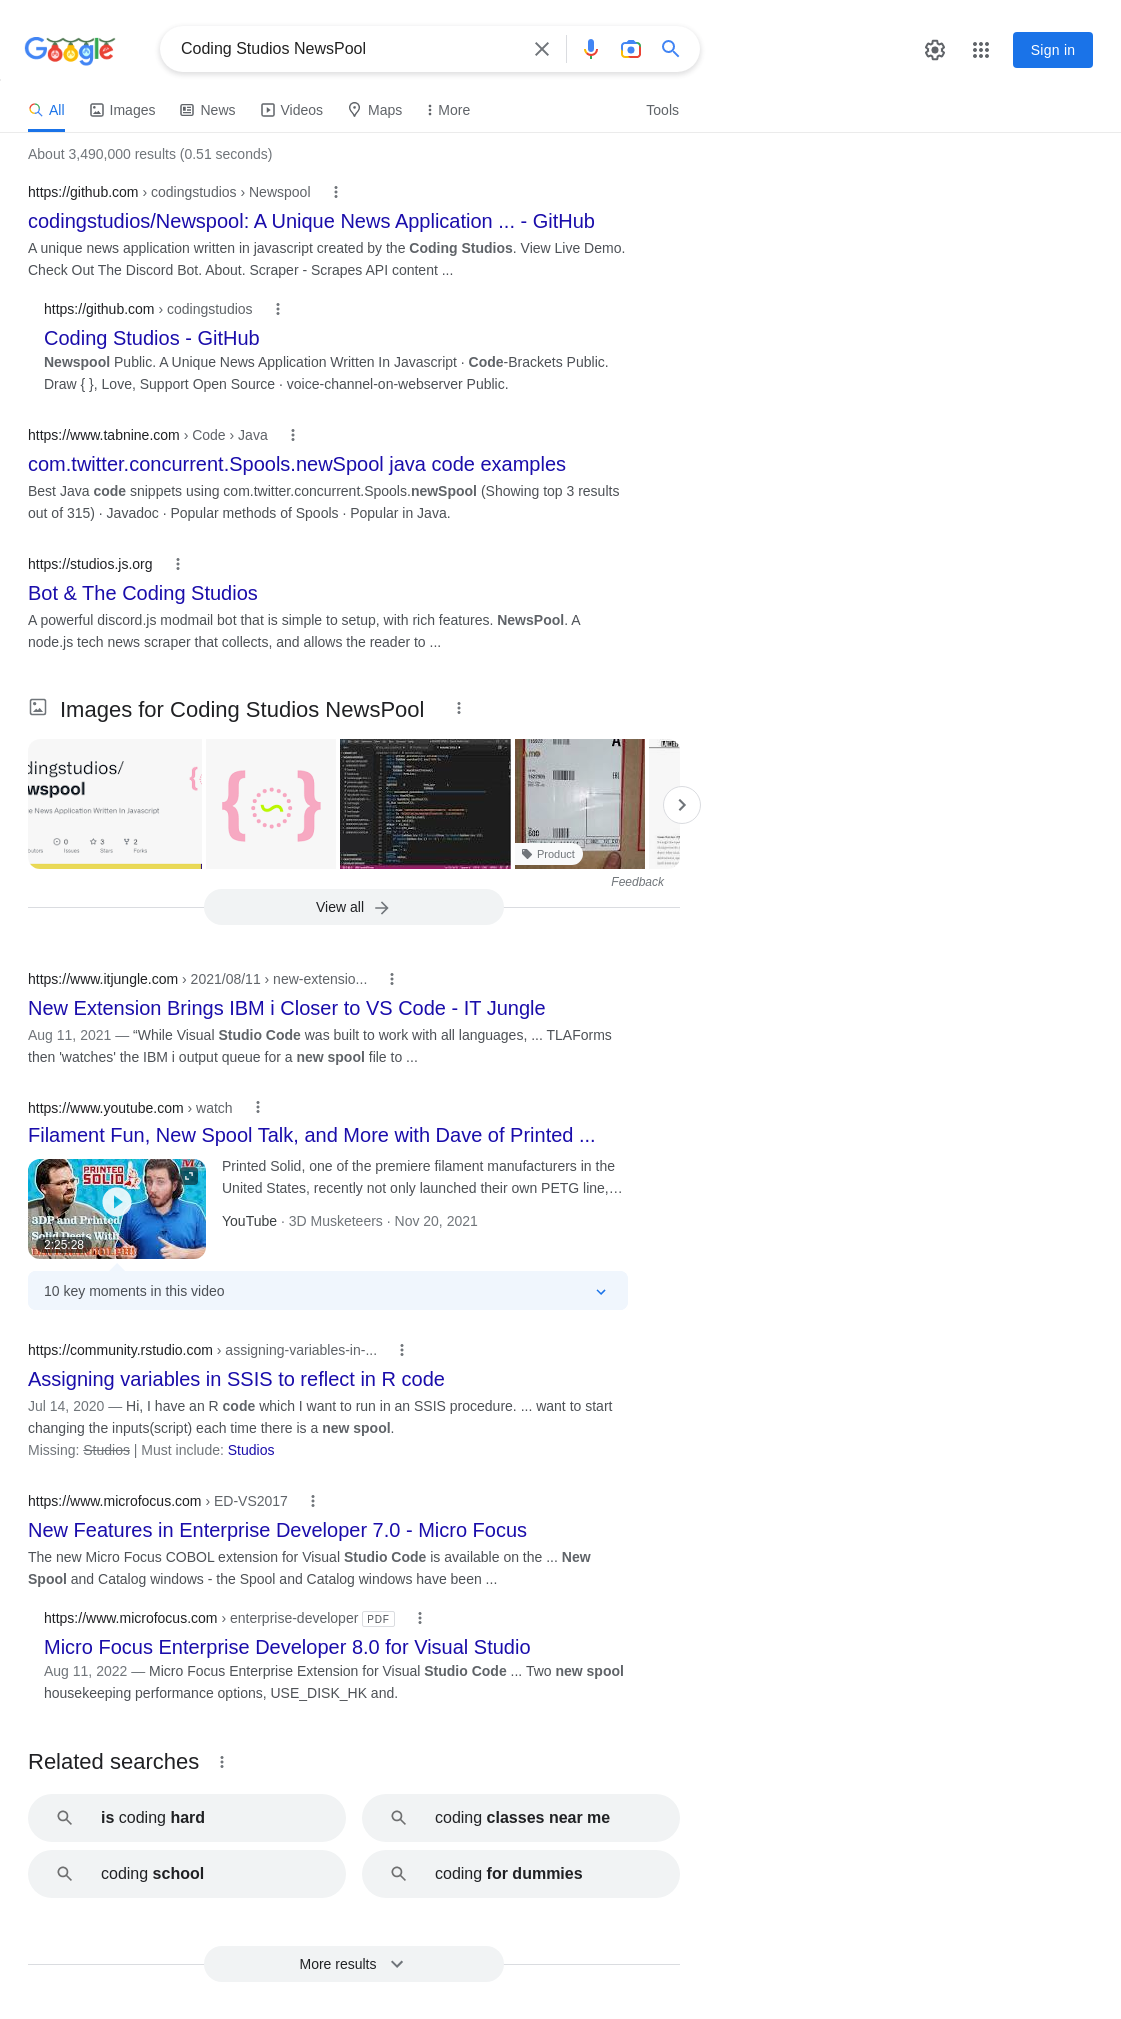 Google
Coding Studios NewsPool
Sign in
All
Images
News
Videos
Maps
More
Tools
About 3,490,000 results (0.51 seconds)
https://github.com › codingstudios › Newspool
codingstudios/Newspool: A Unique News Application ... - GitHub
A unique news application written in javascript created by the Coding Studios. View Live Demo.
Check Out The Discord Bot. About. Scraper - Scrapes API content ...
https://github.com › codingstudios
Coding Studios - GitHub
Newspool Public. A Unique News Application Written In Javascript · Code-Brackets Public.
Draw { }, Love, Support Open Source · voice-channel-on-webserver Public.
https://www.tabnine.com › Code › Java
com.twitter.concurrent.Spools.newSpool java code examples
Best Java code snippets using com.twitter.concurrent.Spools.newSpool (Showing top 3 results
out of 315) · Javadoc · Popular methods of Spools · Popular in Java.
https://studios.js.org
Bot & The Coding Studios
A powerful discord.js modmail bot that is simple to setup, with rich features. NewsPool. A
node.js tech news scraper that collects, and allows the reader to ...
Images for Coding Studios NewsPool
dingstudios/
wspool
e News Application Written In Javascript
0
3
2
Issues
Stars
Forks
Product
Feedback
View all
https://www.itjungle.com › 2021/08/11 › new-extensio...
New Extension Brings IBM i Closer to VS Code - IT Jungle
Aug 11, 2021 — “While Visual Studio Code was built to work with all languages, ... TLAForms
then 'watches' the IBM i output queue for a new spool file to ...
https://www.youtube.com › watch
Filament Fun, New Spool Talk, and More with Dave of Printed ...
PRINTED
SOLID
3DP and Printed
Solid Deets With
2:25:28
Printed Solid, one of the premiere filament manufacturers in the
United States, recently not only launched their own PETG line,...
YouTube · 3D Musketeers · Nov 20, 2021
10 key moments in this video
https://community.rstudio.com › assigning-variables-in-...
Assigning variables in SSIS to reflect in R code
Jul 14, 2020 — Hi, I have an R code which I want to run in an SSIS procedure. ... want to start
changing the inputs(script) each time there is a new spool.
Missing: Studios | Must include: Studios
https://www.microfocus.com › ED-VS2017
New Features in Enterprise Developer 7.0 - Micro Focus
The new Micro Focus COBOL extension for Visual Studio Code is available on the ... New
Spool and Catalog windows - the Spool and Catalog windows have been ...
https://www.microfocus.com › enterprise-developer PDF
Micro Focus Enterprise Developer 8.0 for Visual Studio
Aug 11, 2022 — Micro Focus Enterprise Extension for Visual Studio Code ... Two new spool
housekeeping performance options, USE_DISK_HK and.
Related searches
is coding hard
coding classes near me
coding school
coding for dummies
More results